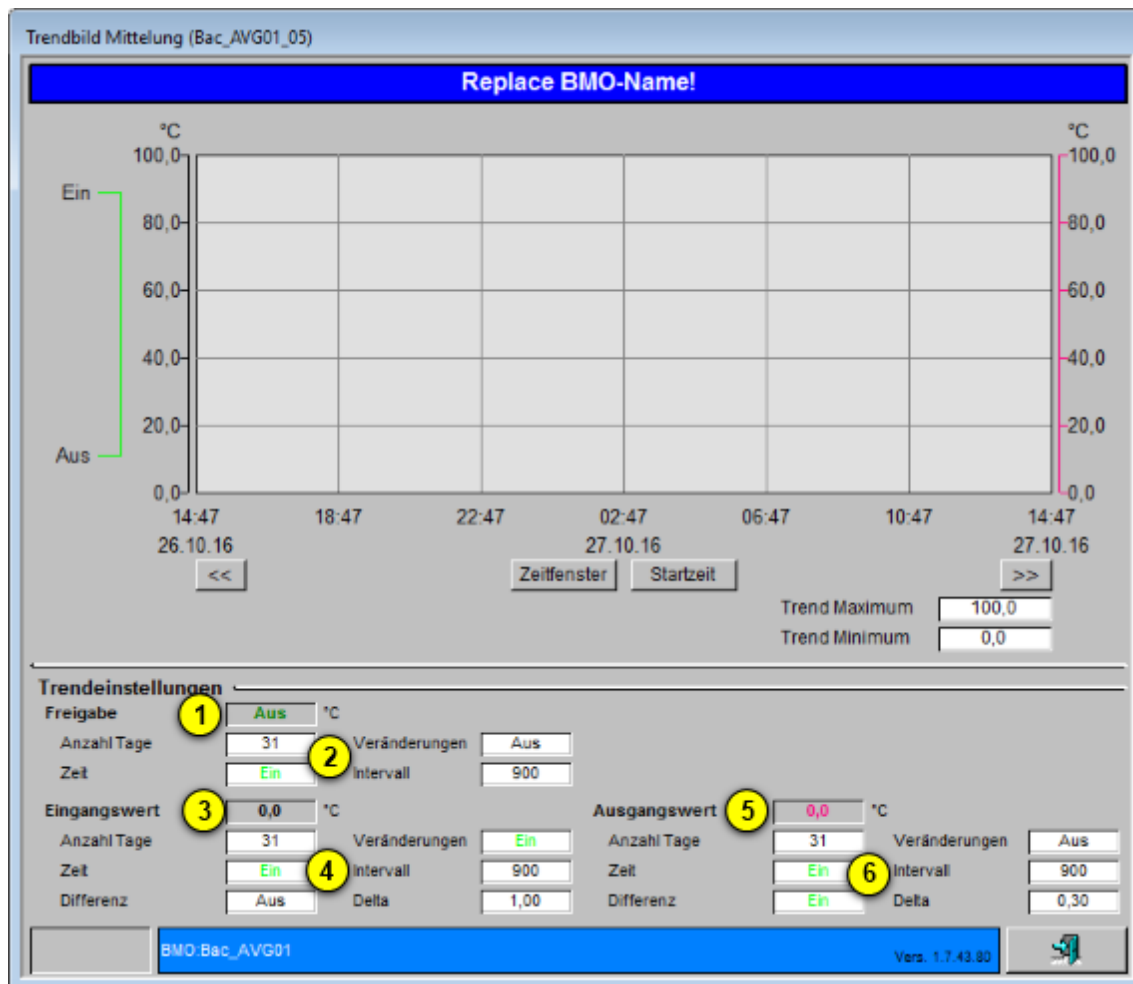 Trendbild Mittelung (Bac_AVG01_05)
Replace BMO-Name!
°C °C
100,0 100,0
Ein
80,0 80,0
60,0 60,0
40,0 40,0
20,0 20,0
Aus
0,0 0,0
14:47 18:47 22:47 02:47 06:47 10:47 14:47
26.10.16 27.10.16 27.10.16
<< Zeitfenster Startzeit >>
Trend Maximum 100,0
Trend Minimum 0,0
Trendeinstellungen
Freigabe 1 Aus °C
Anzahl Tage 31 2 Veränderungen Aus
Zeit Ein Intervall 900
Eingangswert 3 0,0 °C Ausgangswert 5 0,0 °C
Anzahl Tage 31 Veränderungen Ein Anzahl Tage 31 Veränderungen Aus
Zeit Ein 4 Intervall 900 Zeit Ein 6 Intervall 900
Differenz Aus Delta 1,00 Differenz Ein Delta 0,30
BMO:Bac_AVG01 Vers. 1.7.43.80